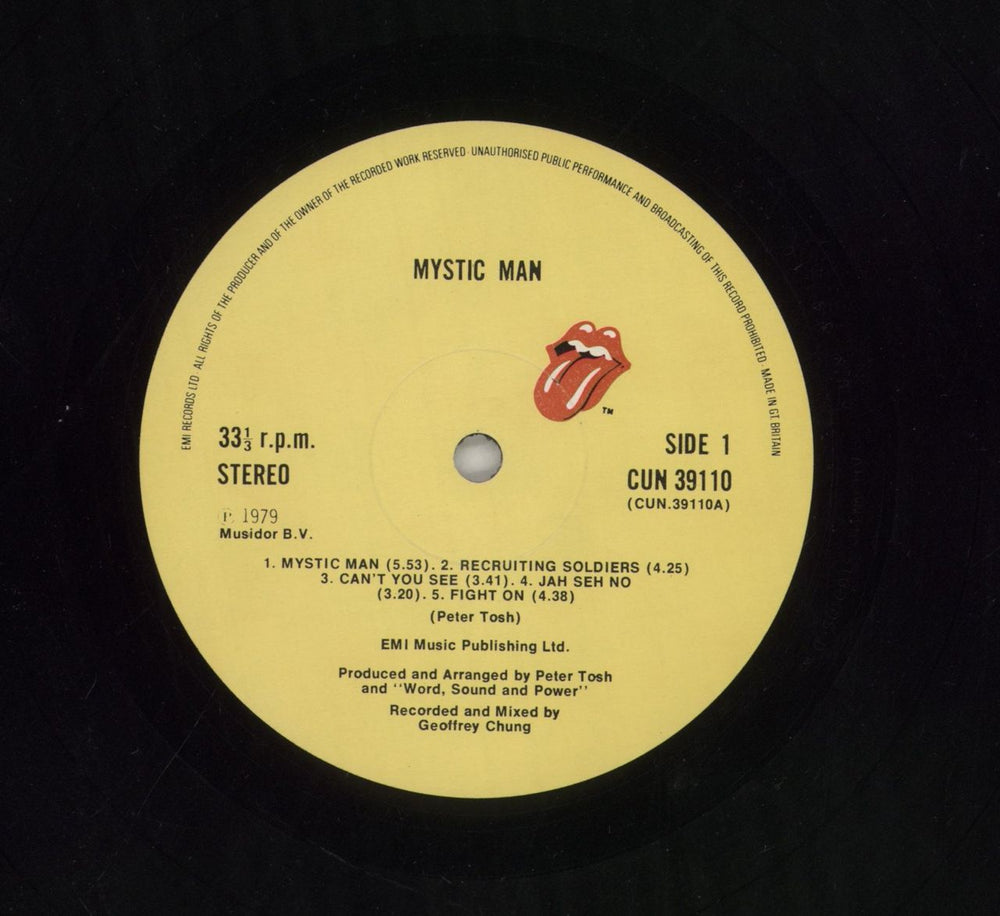 EMI RECORDS LTD · ALL RIGHTS OF THE PRODUCER AND OF THE OWNER OF THE RECORDED WORK RESERVED · UNAUTHORISED PUBLIC PERFORMANCE AND BROADCASTING OF THIS RECORD PROHIBITED · MADE IN GT. BRITAIN
MYSTIC MAN
TM
33⅓ r.p.m.
STEREO
SIDE 1
CUN 39110
(CUN.39110A)
Ⓟ 1979
Musidor B.V.
1. MYSTIC MAN (5.53). 2. RECRUITING SOLDIERS (4.25)
3. CAN'T YOU SEE (3.41). 4. JAH SEH NO
(3.20). 5. FIGHT ON (4.38)
(Peter Tosh)
EMI Music Publishing Ltd.
Produced and Arranged by Peter Tosh
and ''Word, Sound and Power''
Recorded and Mixed by
Geoffrey Chung